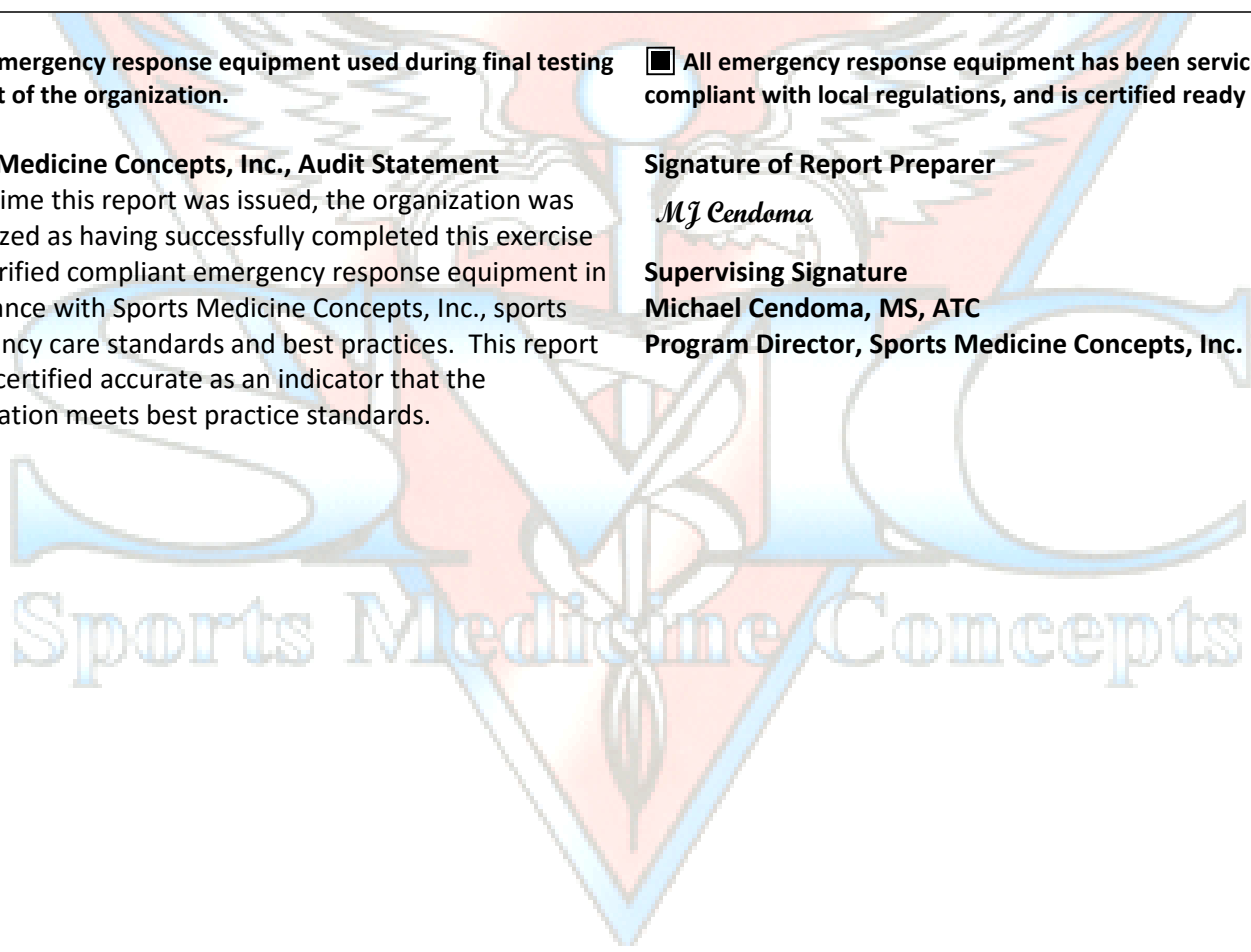 mergency response equipment used during final testing
t of the organization.
Medicine Concepts, Inc., Audit Statement
ime this report was issued, the organization was
zed as having successfully completed this exercise
rified compliant emergency response equipment in
ance with Sports Medicine Concepts, Inc., sports
ncy care standards and best practices. This report
certified accurate as an indicator that the
ation meets best practice standards.
All emergency response equipment has been servic
compliant with local regulations, and is certified ready
Signature of Report Preparer
MJ Cendoma
Supervising Signature
Michael Cendoma, MS, ATC
Program Director, Sports Medicine Concepts, Inc.
SMC
Sports Medicine Concepts